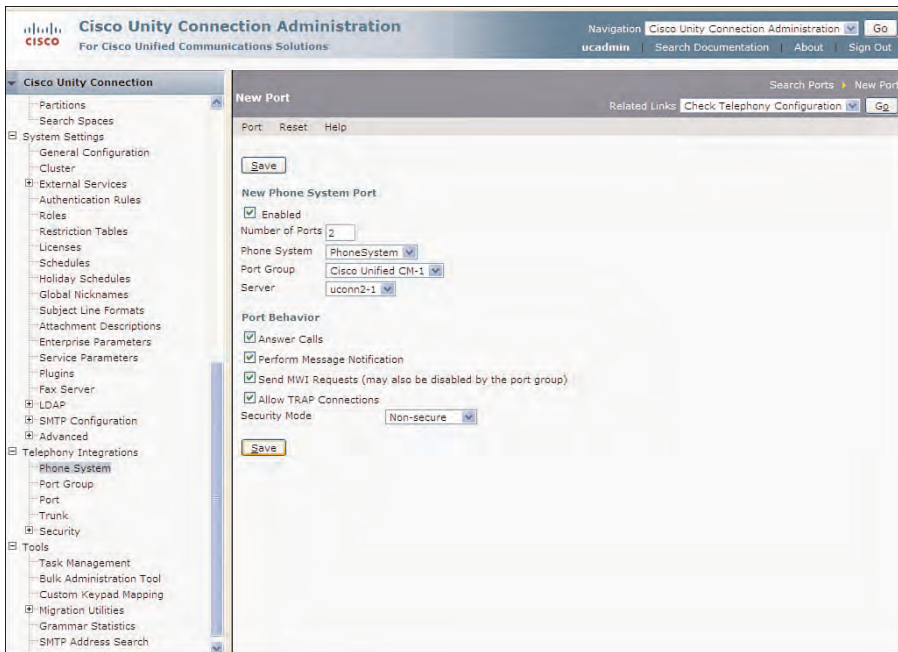 CISCO
Cisco Unity Connection Administration
For Cisco Unified Communications Solutions
Navigation Cisco Unity Connection Administration Go
ucadmin Search Documentation About Sign Out
Cisco Unity Connection
Partitions
Search Spaces
System Settings
General Configuration
Cluster
External Services
Authentication Rules
Roles
Restriction Tables
Licenses
Schedules
Holiday Schedules
Global Nicknames
Subject Line Formats
Attachment Descriptions
Enterprise Parameters
Service Parameters
Plugins
Fax Server
LDAP
SMTP Configuration
Advanced
Telephony Integrations
Phone System
Port Group
Port
Trunk
Security
Tools
Task Management
Bulk Administration Tool
Custom Keypad Mapping
Migration Utilities
Grammar Statistics
SMTP Address Search
Search Ports New Port
New Port
Related Links Check Telephony Configuration Go
Port Reset Help
Save
New Phone System Port
Enabled
Number of Ports 2
Phone System PhoneSystem
Port Group Cisco Unified CM-1
Server uconn2-1
Port Behavior
Answer Calls
Perform Message Notification
Send MWI Requests (may also be disabled by the port group)
Allow TRAP Connections
Security Mode Non-secure
Save